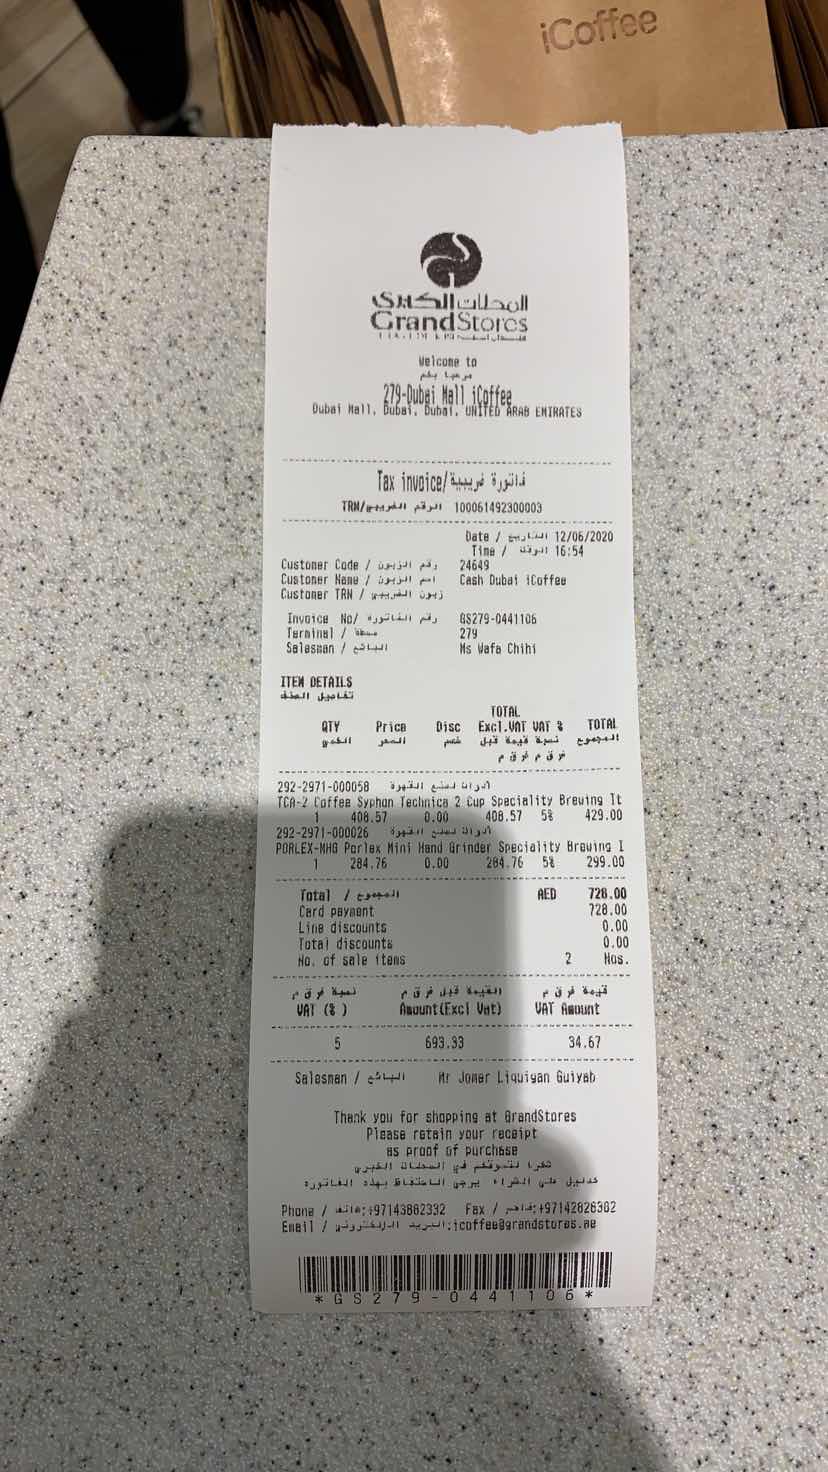 iCoffee
المحلات الكبرى
GrandStores
Welcome to
مرحبا بكم
279-Dubai Mall iCoffee
Dubai Mall, Dubai, Dubai, UNITED ARAB EMIRATES
Tax invoice/فاتورة ضريبية
TRN/الرقم الضريبي 100061492300003
Date / التاريخ 12/06/2020
Time / الوقت 16:54
Customer Code / رقم الزبون 24649
Customer Name / اسم الزبون Cash Dubai iCoffee
Customer TRN / زبون الضريبي
Invoice No/ رقم الفاتورة GS279-0441106
Terminal / محطة 279
Salesman / البائع Ms Wafa Chihi
ITEM DETAILS
تفاصيل الصنف
TOTAL
QTY Price Disc Excl.VAT VAT % TOTAL
الكمي السعر خصم قيمة قبل نسبة المجموع
ض ق م ض ق م
292-2971-000058 أدوات لصنع القهوة
TCA-2 Coffee Syphon Technica 2 Cup Speciality Brewing It
1 408.57 0.00 408.57 5% 429.00
292-2971-000026 أدوات لصنع القهوة
PORLEX-MHG Porlex Mini Hand Grinder Speciality Brewing I
1 284.76 0.00 284.76 5% 299.00
Total / المجموع AED 728.00
Card payment 728.00
Line discounts 0.00
Total discounts 0.00
No. of sale items 2 Nos.
نسبة ض ق م القيمة قبل ض ق م قيمة ض ق م
VAT (%) Amount(Excl Vat) VAT Amount
5 693.33 34.67
Salesman / البائع Mr Jomar Liquigan Guiyab
Thank you for shopping at GrandStores
Please retain your receipt
as proof of purchase
شكرا لتسوقكم في المحلات الكبرى
كدليل على الشراء يرجى الاحتفاظ بهذه الفاتورة
Phone / هاتف:+97143862332 Fax / فاكس:+97142826302
Email / البريد الالكتروني:icoffee@grandstores.ae
*GS279-0441106*